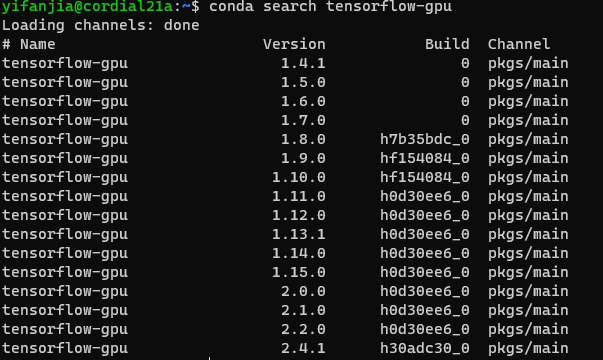 yifanjia@cordial21a:~$ conda search tensorflow-gpu
Loading channels: done
# Name                       Version           Build  Channel
tensorflow-gpu                 1.4.1               0  pkgs/main
tensorflow-gpu                 1.5.0               0  pkgs/main
tensorflow-gpu                 1.6.0               0  pkgs/main
tensorflow-gpu                 1.7.0               0  pkgs/main
tensorflow-gpu                 1.8.0      h7b35bdc_0  pkgs/main
tensorflow-gpu                 1.9.0      hf154084_0  pkgs/main
tensorflow-gpu                1.10.0      hf154084_0  pkgs/main
tensorflow-gpu                1.11.0      h0d30ee6_0  pkgs/main
tensorflow-gpu                1.12.0      h0d30ee6_0  pkgs/main
tensorflow-gpu                1.13.1      h0d30ee6_0  pkgs/main
tensorflow-gpu                1.14.0      h0d30ee6_0  pkgs/main
tensorflow-gpu                1.15.0      h0d30ee6_0  pkgs/main
tensorflow-gpu                 2.0.0      h0d30ee6_0  pkgs/main
tensorflow-gpu                 2.1.0      h0d30ee6_0  pkgs/main
tensorflow-gpu                 2.2.0      h0d30ee6_0  pkgs/main
tensorflow-gpu                 2.4.1      h30adc30_0  pkgs/main